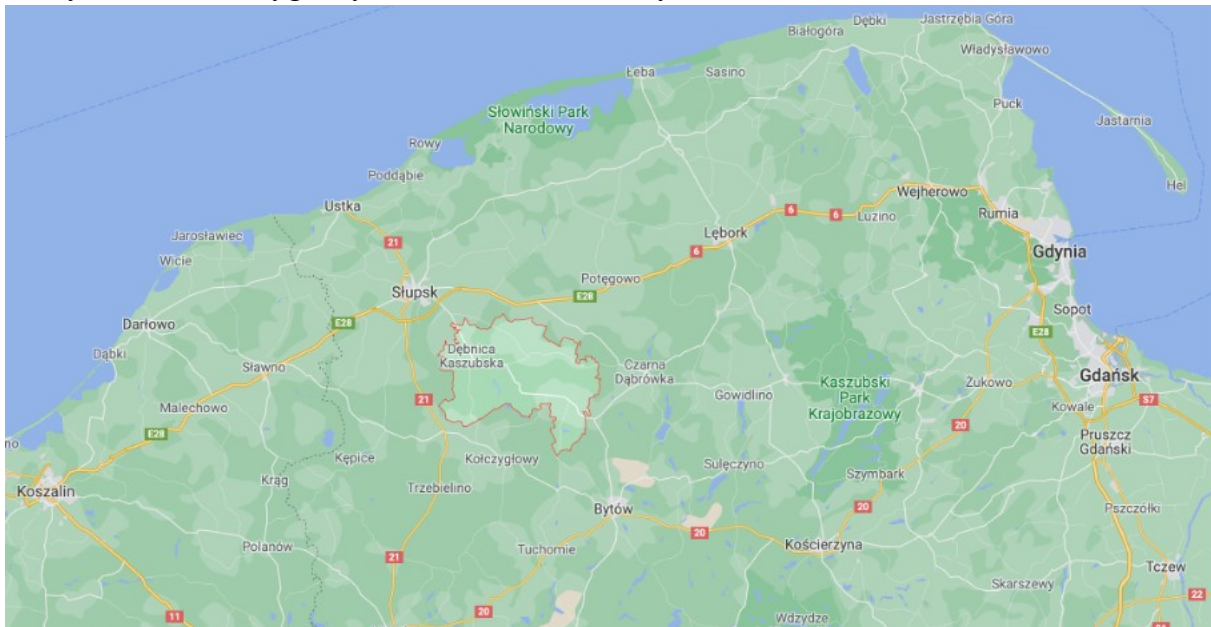 Dębki
Jastrzębia Góra
Białogóra
Władysławowo
Łeba
Sasino
Słowiński Park
Narodowy
Puck
Jastarnia
Rowy
Poddąbie
Wejherowo
Hel
Ustka
6
6
Luzino
Rumia
Jarosławiec
21
Lębork
6
Gdynia
Wicie
Potęgowo
Słupsk
E28
Sopot
Darłowo
E28
E28
Dąbki
Dębnica
Kaszubska
Czarna
Dąbrówka
Sławno
Kaszubski
Park
Krajobrazowy
Żukowo
Gdańsk
Gowidlino
21
S7
Malechowo
Kowale
E28
20
no
Pruszcz
Gdański
Kępice
Kołczygłowy
Sulęczyno
Krąg
Szymbark
Koszalin
Trzebielino
Bytów
20
Pszczółki
20
Polanów
Tuchomie
Kościerzyna
21
Tczew
Skarszewy
22
11
20
Wdzydze
21